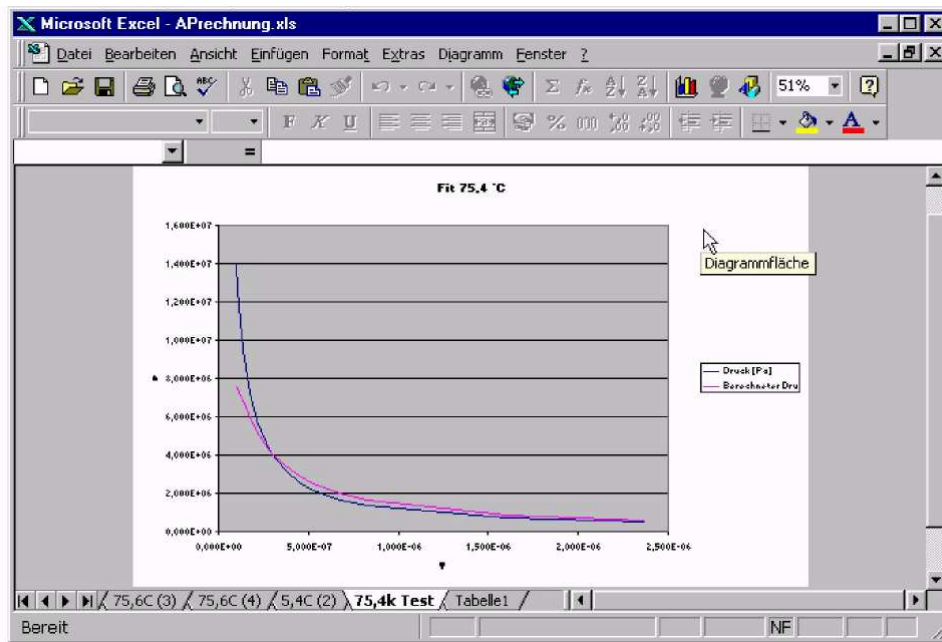 Microsoft Excel - APrechnung.xls
Datei Bearbeiten Ansicht Einfügen Format Extras Diagramm Fenster ?
ABC 51%
F K U % 000
=
Fit 75,4 °C
1,600E+07
1,400E+07
Diagrammfläche
1,200E+07
1,000E+07
Druck [Pa]
8,000E+06
Berechneter Dru
6,000E+06
4,000E+06
2,000E+06
0,000E+00
0,000E+00 5,000E-07 1,000E-06 1,500E-06 2,000E-06 2,500E-06
75,6C (3) 75,6C (4) 5,4C (2) 75,4k Test Tabelle1
Bereit NF